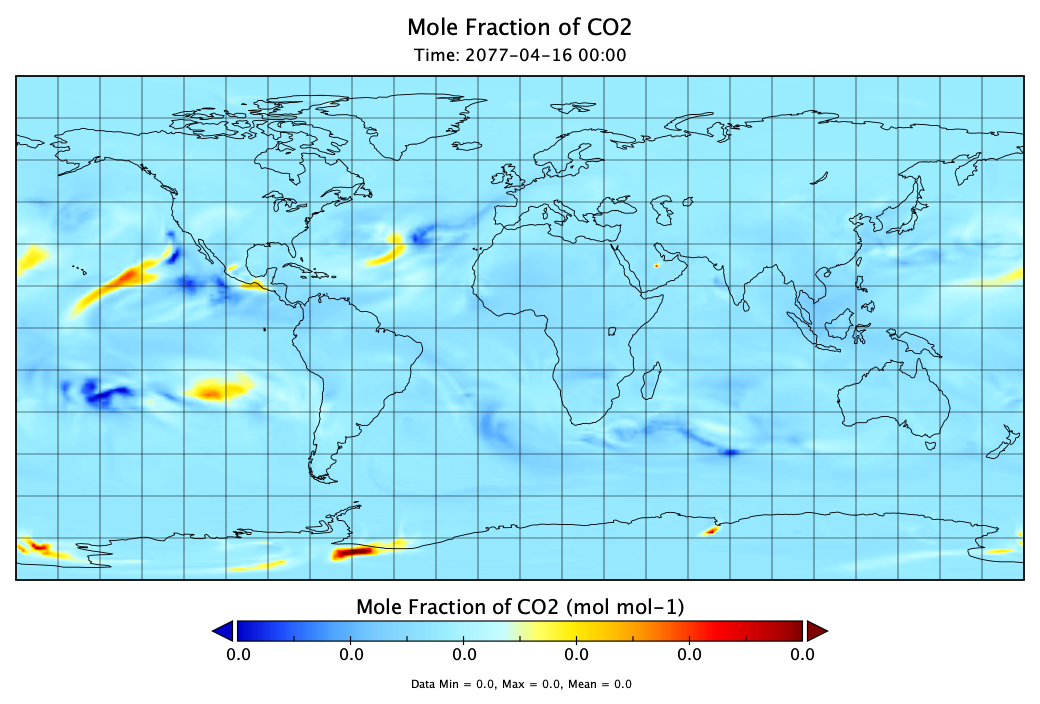 Mole Fraction of CO2
Time: 2077-04-16 00:00
Mole Fraction of CO2 (mol mol-1)
0.0 0.0 0.0 0.0 0.0 0.0
Data Min = 0.0, Max = 0.0, Mean = 0.0